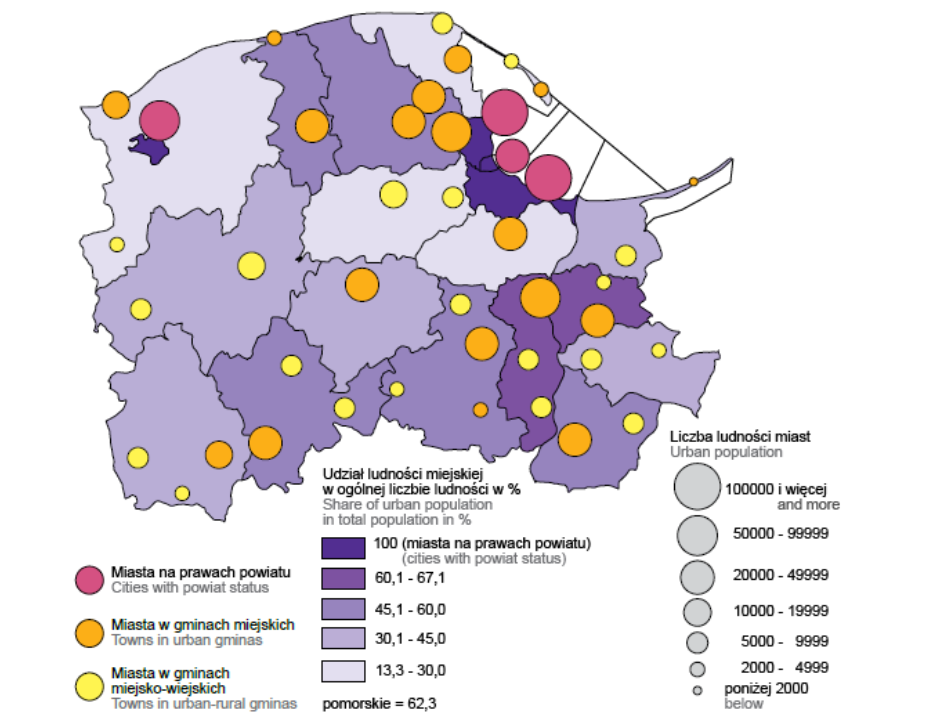 Udział ludności miejskiej
w ogólnej liczbie ludności w %
Share of urban population
in total population in %
100 (miasta na prawach powiatu)
(cities with powiat status)
60,1 - 67,1
45,1 - 60,0
30,1 - 45,0
13,3 - 30,0
pomorskie = 62,3
Miasta na prawach powiatu
Cities with powiat status
Miasta w gminach miejskich
Towns in urban gminas
Miasta w gminach
miejsko-wiejskich
Towns in urban-rural gminas
Liczba ludności miast
Urban population
100000 i więcej
and more
50000 - 99999
20000 - 49999
10000 - 19999
5000 - 9999
2000 - 4999
poniżej 2000
below